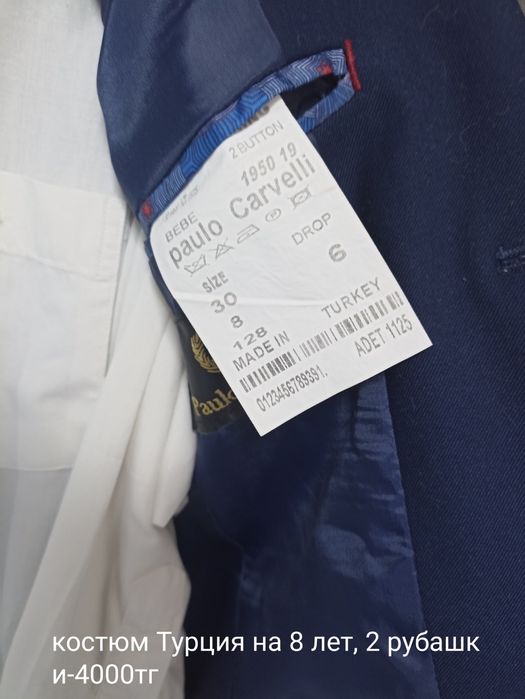 2 BUTTON
1950 19
BEBE
paulo Carvelli
SIZE
DROP
30
6
8
128
MADE IN
TURKEY
0123456789391.
ADET 1125
костюм Турция на 8 лет, 2 рубашк
и-4000тг